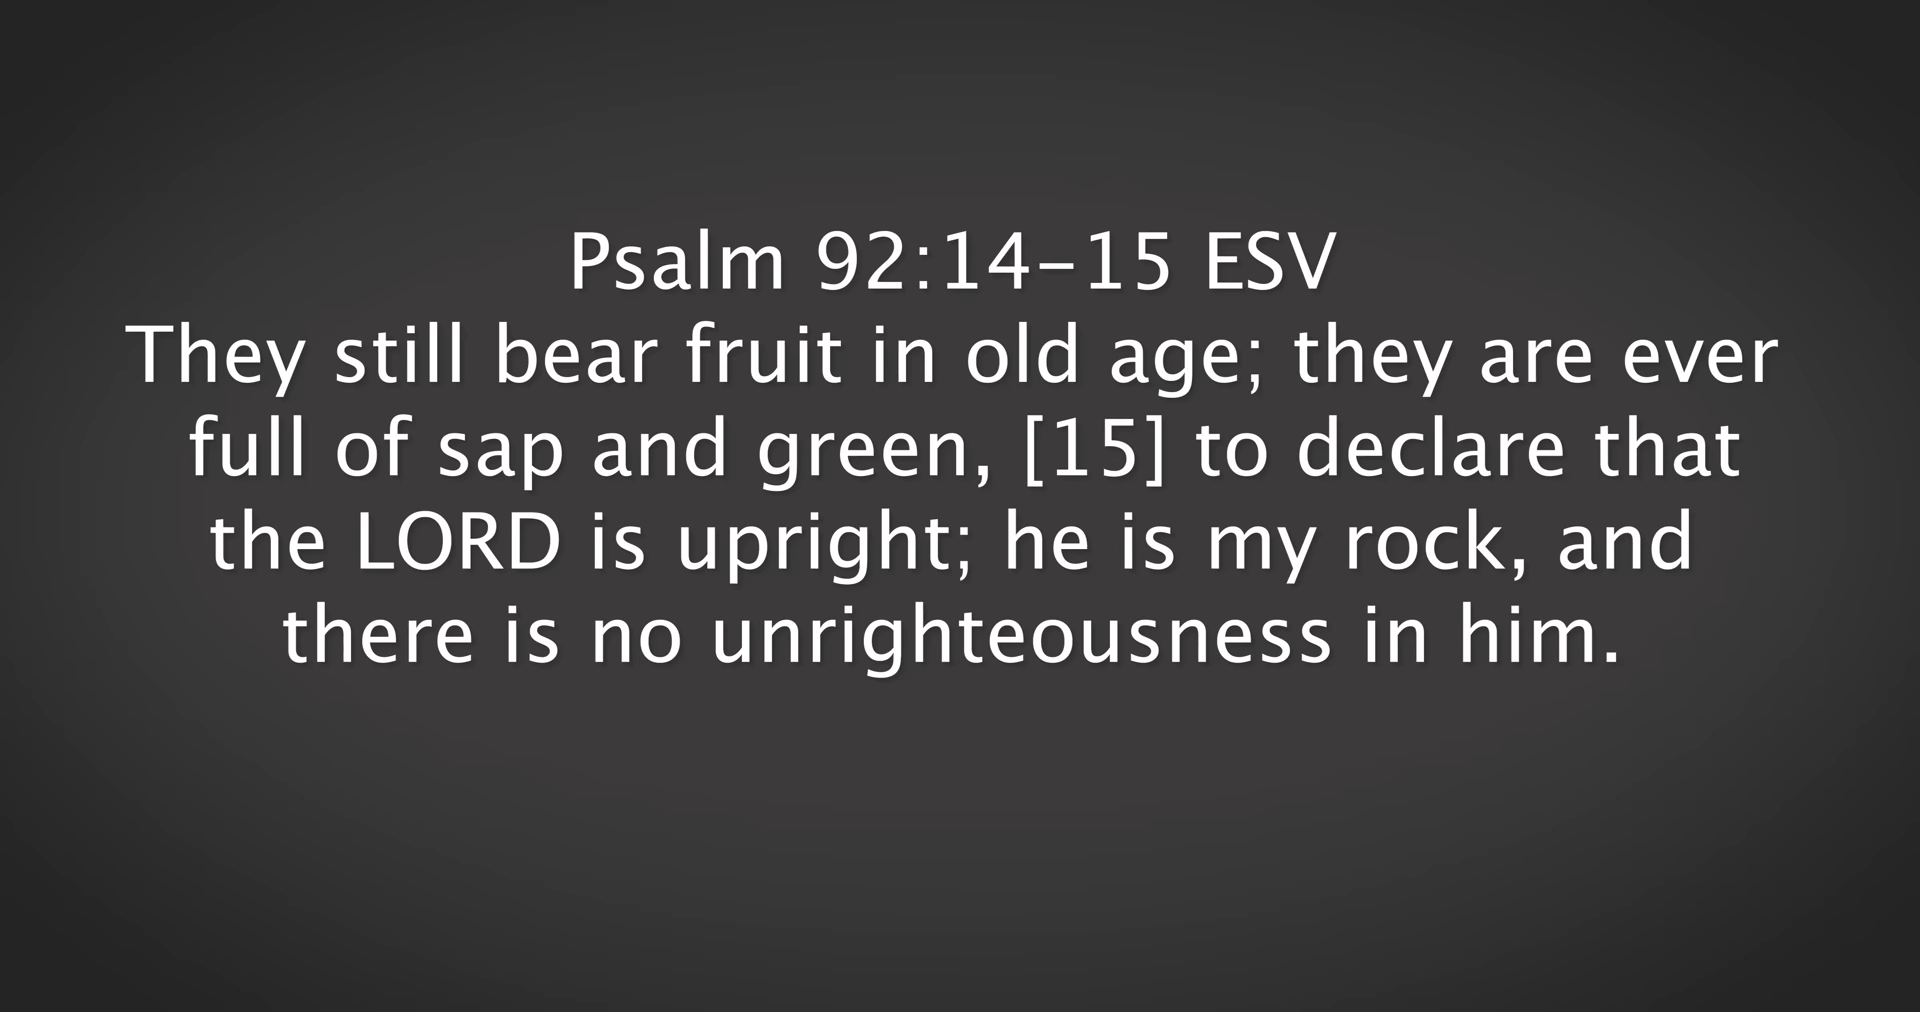 Psalm 92:14-15 ESV
They still bear fruit in old age; they are ever
full of sap and green, [15] to declare that
the LORD is upright; he is my rock, and
there is no unrighteousness in him.